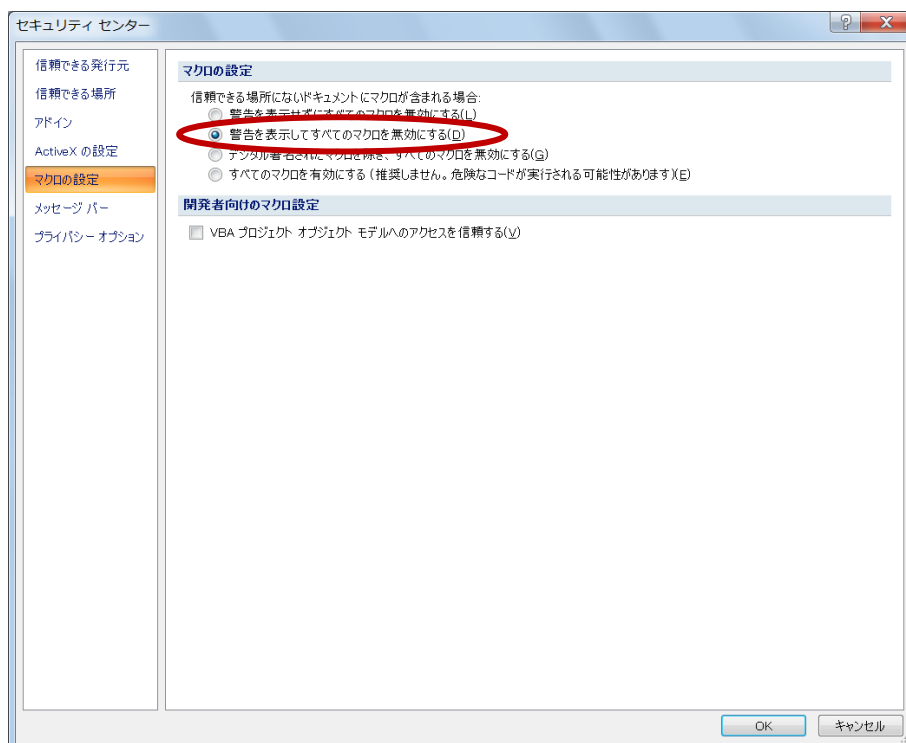 セキュリティ センター
信頼できる発行元
信頼できる場所
アドイン
ActiveX の設定
マクロの設定
メッセージ バー
プライバシー オプション
マクロの設定
信頼できる場所にないドキュメントにマクロが含まれる場合:
警告を表示せずにすべてのマクロを無効にする(L)
警告を表示してすべてのマクロを無効にする(D)
デジタル署名されたマクロを除き、すべてのマクロを無効にする(G)
すべてのマクロを有効にする (推奨しません。危険なコードが実行される可能性があります)(E)
開発者向けのマクロ設定
VBA プロジェクト オブジェクト モデルへのアクセスを信頼する(V)
OK
キャンセル